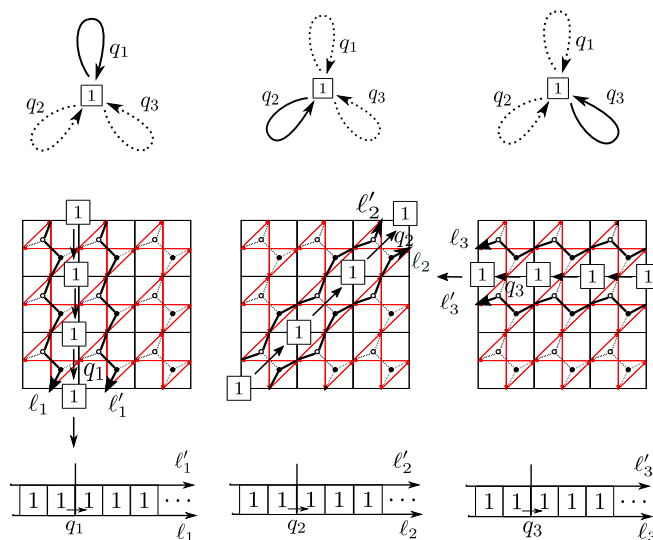 q₁ q₁ q₁
q₂ 1 q₃ q₂ 1 q₃ q₂ 1 q₃
1 ℓ′₂ 1
q₂
ℓ₃
ℓ₂
1 1 1 1 1 1
q₃
ℓ′₃
1 1
q₁ 1
ℓ₁ 1 ℓ′₁
ℓ′₁ ℓ′₂ ℓ′₃
1 1 1 1 1 ··· 1 1 1 1 1 ··· 1 1 1 1 1 ···
q₁ ℓ₁ q₂ ℓ₂ q₃ ℓ₃